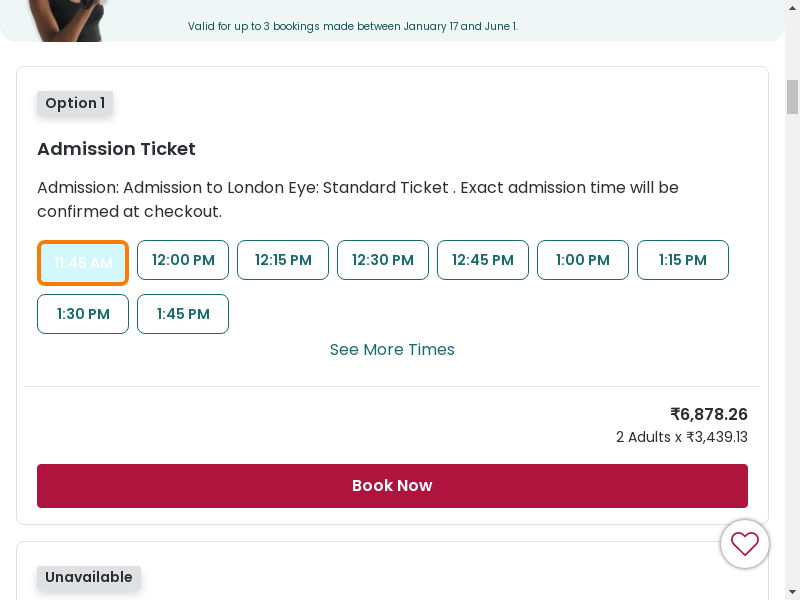 Valid for up to 3 bookings made between January 17 and June 1.
Option 1
Admission Ticket
Admission: Admission to London Eye: Standard Ticket . Exact admission time will be
confirmed at checkout.
11:45 AM 12:00 PM 12:15 PM 12:30 PM 12:45 PM 1:00 PM 1:15 PM
1:30 PM 1:45 PM
See More Times
₹6,878.26
2 Adults x ₹3,439.13
Book Now
Unavailable